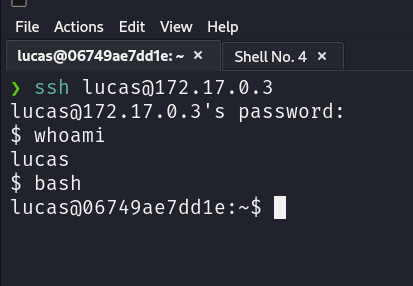 File Actions Edit View Help
lucas@06749ae7dd1e: ~ × Shell No. 4 ×
❯ ssh lucas@172.17.0.3
lucas@172.17.0.3's password:
$ whoami
lucas
$ bash
lucas@06749ae7dd1e:~$